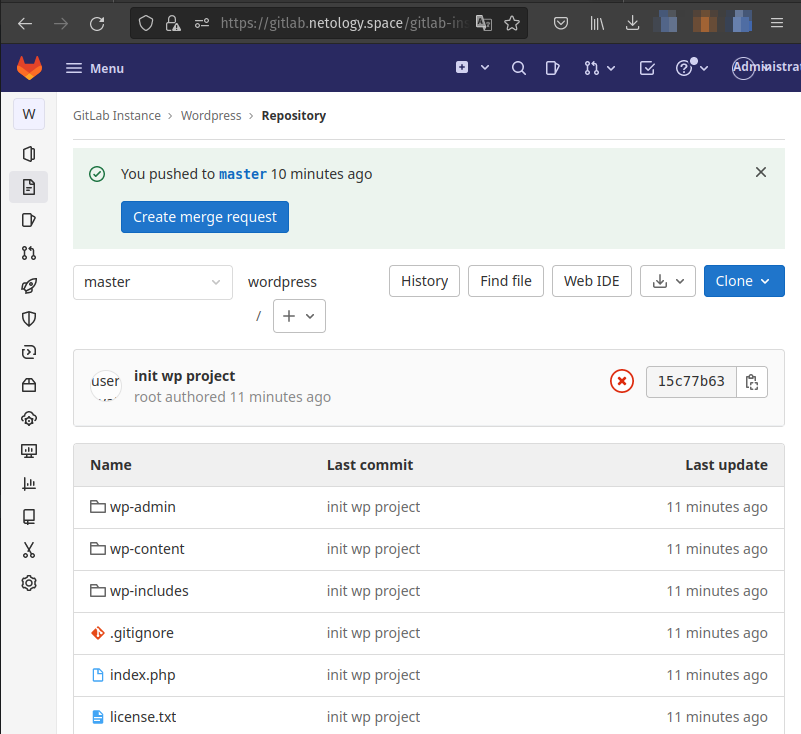 https://gitlab.netology.space/gitlab-ins
Menu
Administrat
W
GitLab Instance › Wordpress › Repository
You pushed to master 10 minutes ago
Create merge request
master
wordpress
/
History
Find file
Web IDE
Clone
user
init wp project
root authored 11 minutes ago
15c77b63
Name Last commit Last update
wp-admin init wp project 11 minutes ago
wp-content init wp project 11 minutes ago
wp-includes init wp project 11 minutes ago
.gitignore init wp project 11 minutes ago
index.php init wp project 11 minutes ago
license.txt init wp project 11 minutes ago